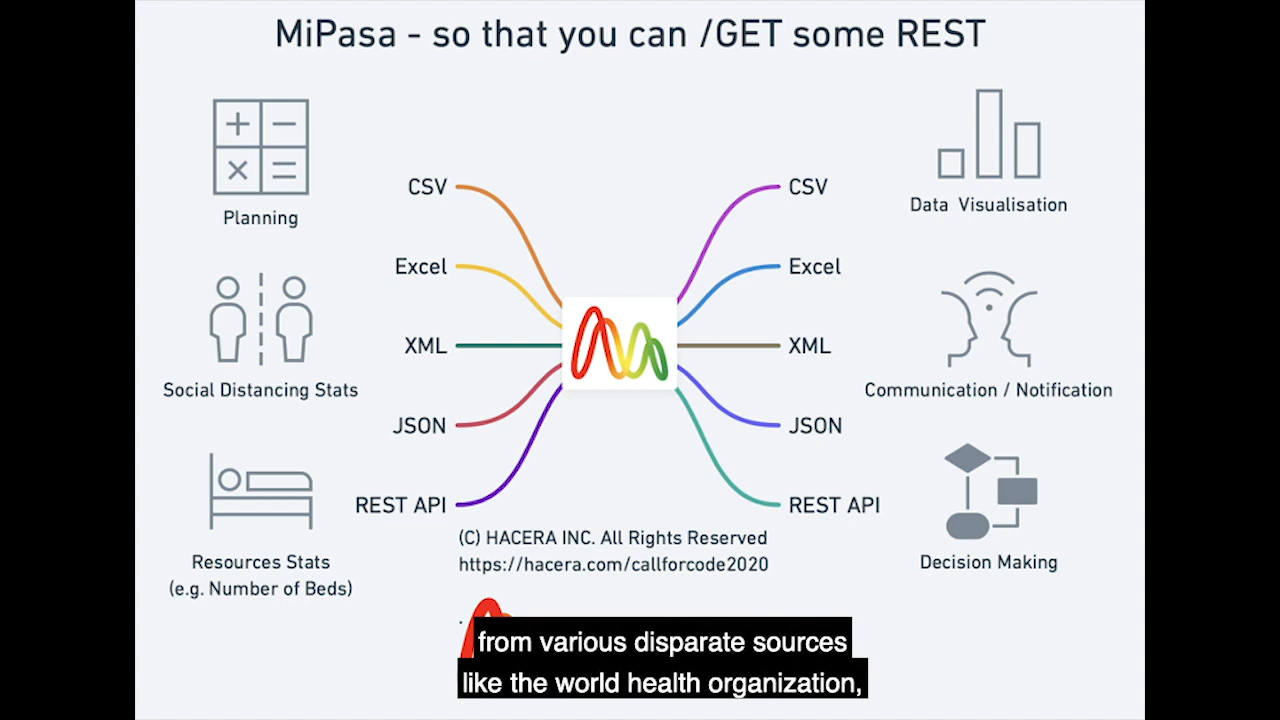 MiPasa - so that you can /GET some REST
Planning
Social Distancing Stats
Resources Stats
(e.g. Number of Beds)
CSV
Excel
XML
JSON
REST API
CSV
Excel
XML
JSON
REST API
Data Visualisation
Communication / Notification
Decision Making
(C) HACERA INC. All Rights Reserved
https://hacera.com/callforcode2020
from various disparate sources
like the world health organization,